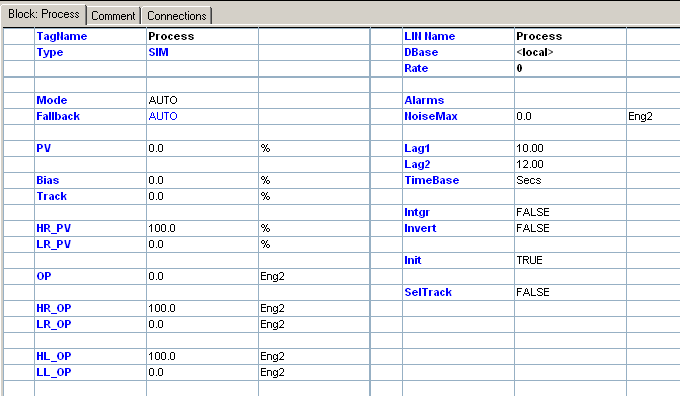 Block: Process Comment Connections
TagName Process LIN Name Process
Type SIM DBase <local>
Rate 0
Mode AUTO Alarms
Fallback AUTO NoiseMax 0.0 Eng2
PV 0.0 % Lag1 10.00
Lag2 12.00
Bias 0.0 % TimeBase Secs
Track 0.0 %
Intgr FALSE
HR_PV 100.0 % Invert FALSE
LR_PV 0.0 %
Init TRUE
OP 0.0 Eng2
SelTrack FALSE
HR_OP 100.0 Eng2
LR_OP 0.0 Eng2
HL_OP 100.0 Eng2
LL_OP 0.0 Eng2